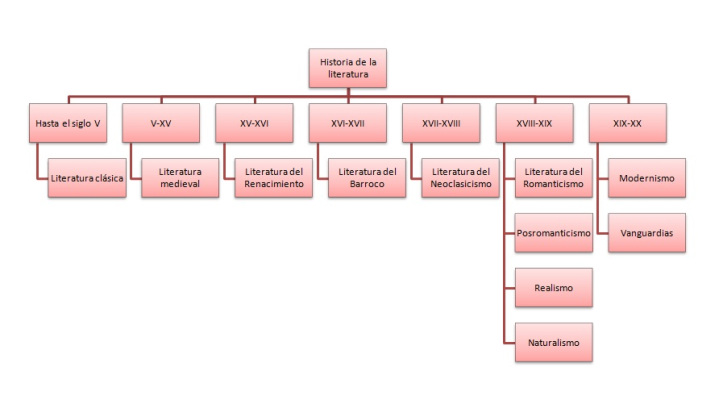 Historia de la
literatura
Hasta el siglo V
V-XV
XV-XVI
XVI-XVII
XVII-XVIII
XVIII-XIX
XIX-XX
Literatura clásica
Literatura
medieval
Literatura del
Renacimiento
Literatura del
Barroco
Literatura del
Neoclasicismo
Literatura del
Romanticismo
Modernismo
Posromanticismo
Vanguardias
Realismo
Naturalismo